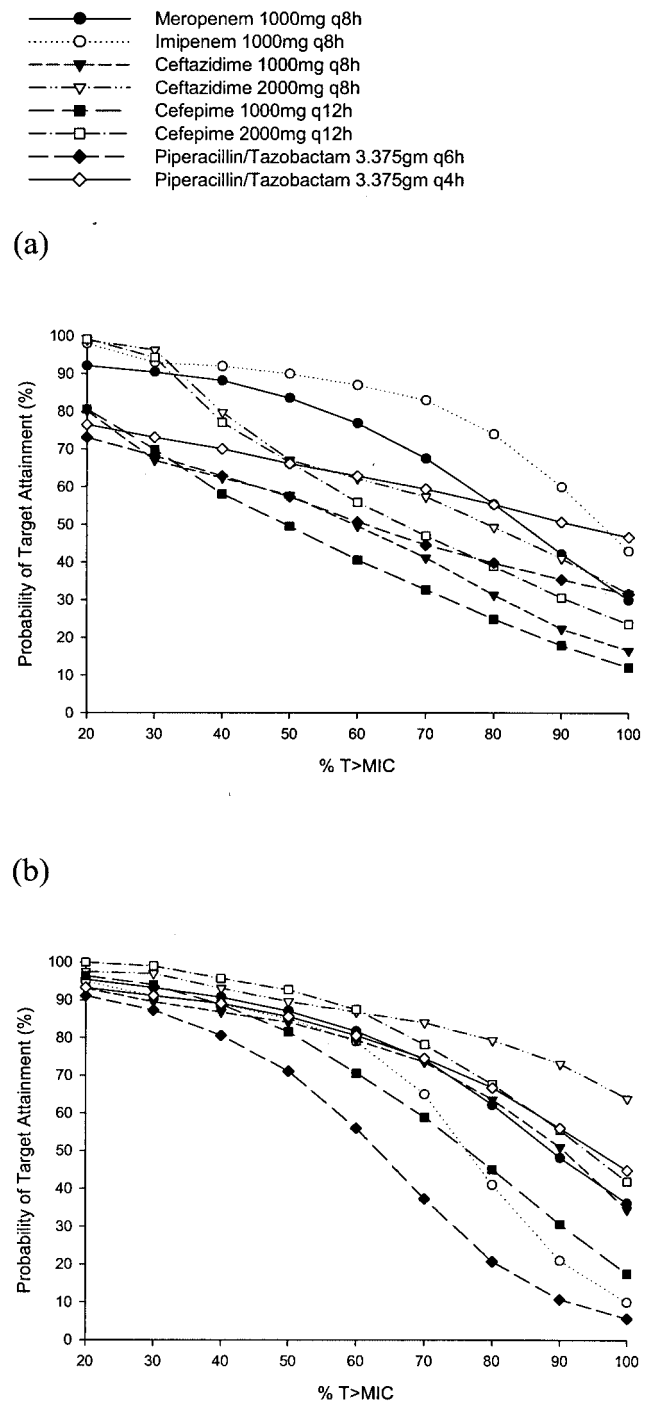 Meropenem 1000mg q8h
Imipenem 1000mg q8h
Ceftazidime 1000mg q8h
Ceftazidime 2000mg q8h
Cefepime 1000mg q12h
Cefepime 2000mg q12h
Piperacillin/Tazobactam 3.375gm q6h
Piperacillin/Tazobactam 3.375gm q4h
(a)
Probability of Target Attainment (%)
100
90
80
70
60
50
40
30
20
10
0
20 30 40 50 60 70 80 90 100
% T>MIC
(b)
Probability of Target Attainment (%)
100
90
80
70
60
50
40
30
20
10
0
20 30 40 50 60 70 80 90 100
% T>MIC